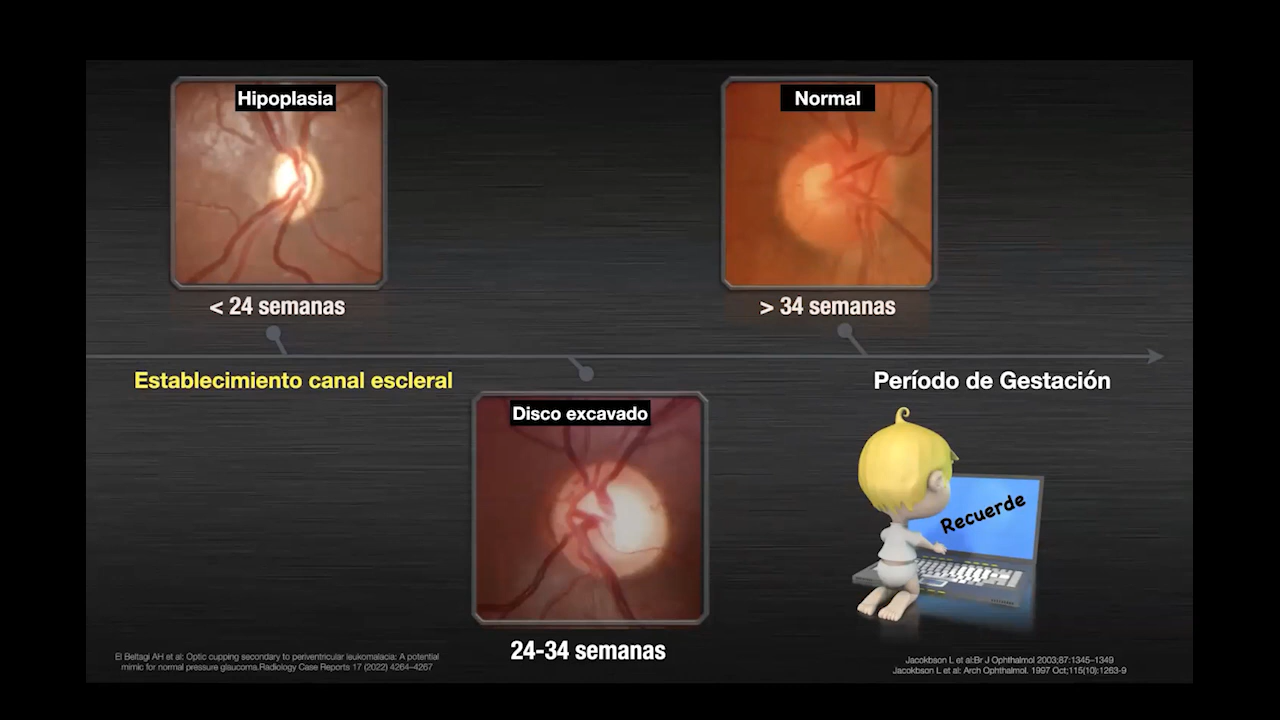 Hipoplasia
Normal
< 24 semanas
> 34 semanas
Establecimiento canal escleral
Período de Gestación
Disco excavado
Recuerde
24-34 semanas
El Beltagi AH et al: Optic cupping secondary to periventricular leukomalacia: A potential
mimic for normal pressure glaucoma.Radiology Case Reports 17 (2022) 4264–4267
Jacokbson L et al:Br J Ophthalmol 2003;87:1345–1349
Jacokbson L et al: Arch Ophthalmol. 1997 Oct;115(10):1263-9